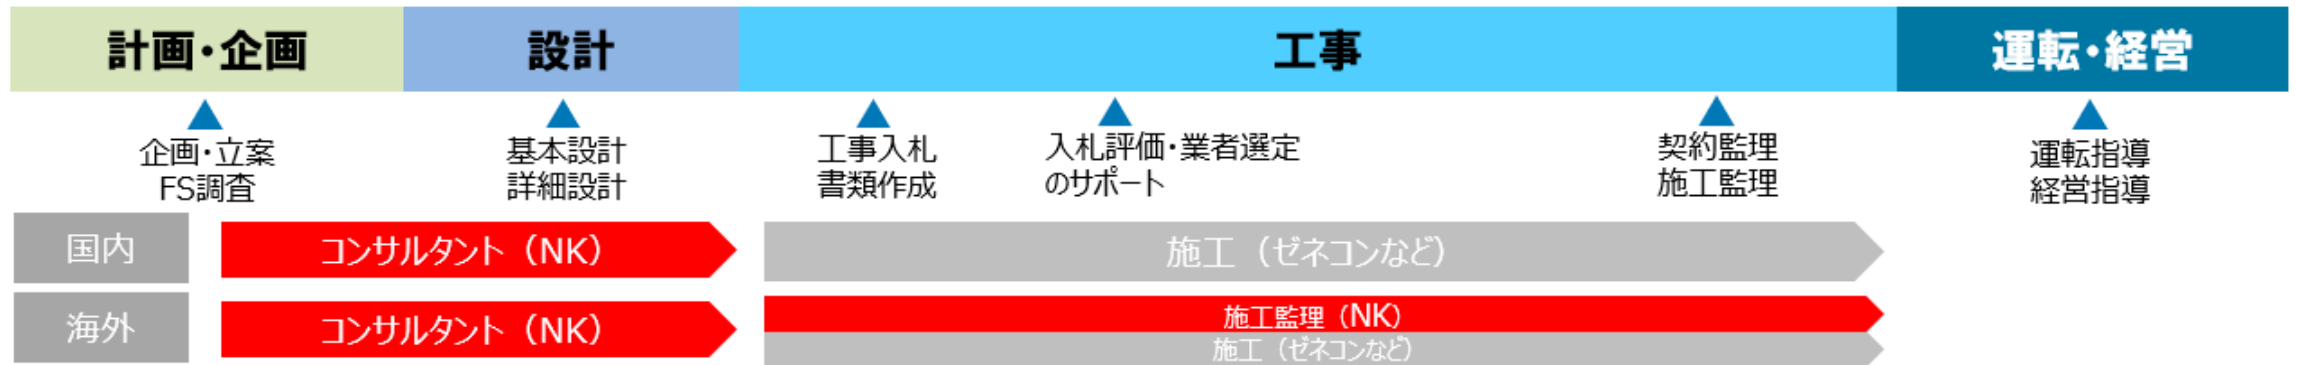 計画・企画
設計
工事
運転・経営
企画・立案
FS調査
基本設計
詳細設計
工事入札
書類作成
入札評価・業者選定
のサポート
契約監理
施工監理
運転指導
経営指導
国内
コンサルタント（NK）
施工（ゼネコンなど）
海外
コンサルタント（NK）
施工監理（NK）
施工（ゼネコンなど）